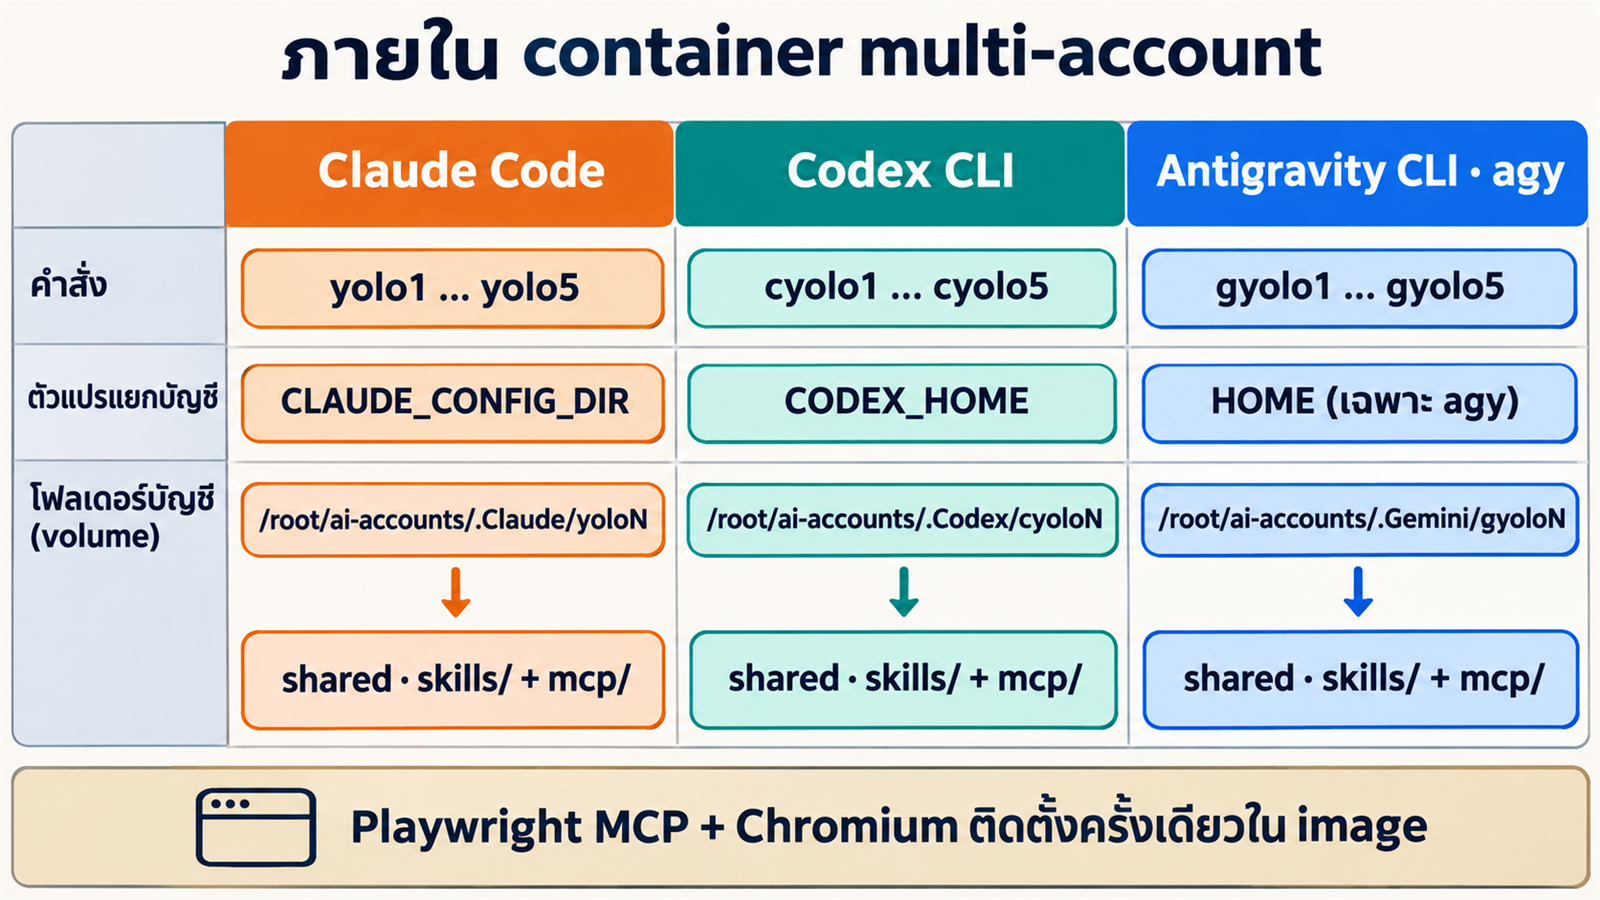 ภายใน container multi-account
Claude Code
Codex CLI
Antigravity CLI · agy
คำสั่ง
yolo1 ... yolo5
cyolo1 ... cyolo5
gyolo1 ... gyolo5
ตัวแปรแยกบัญชี
CLAUDE_CONFIG_DIR
CODEX_HOME
HOME (เฉพาะ agy)
โฟลเดอร์บัญชี
(volume)
/root/ai-accounts/.Claude/yoloN
/root/ai-accounts/.Codex/cyoloN
/root/ai-accounts/.Gemini/gyoloN
shared · skills/ + mcp/
shared · skills/ + mcp/
shared · skills/ + mcp/
Playwright MCP + Chromium ติดตั้งครั้งเดียวใน image